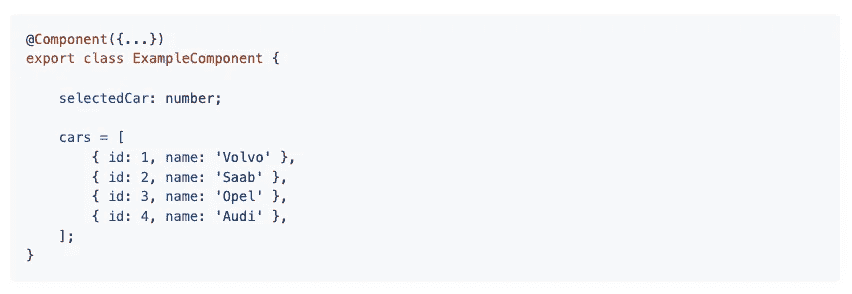 @Component({...})
export class ExampleComponent {
selectedCar: number;
cars = [
{ id: 1, name: 'Volvo' },
{ id: 2, name: 'Saab' },
{ id: 3, name: 'Opel' },
{ id: 4, name: 'Audi' },
];
}